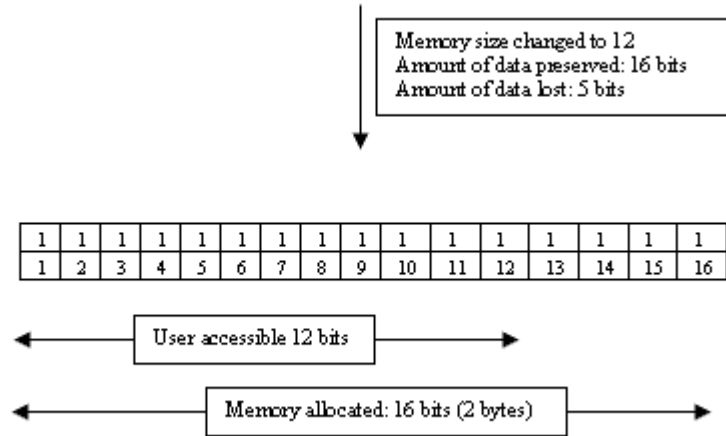 Memory size changed to 12
Amount of data preserved: 16 bits
Amount of data lost: 5 bits
1 1 1 1 1 1 1 1 1 1 1 1 1 1 1 1
1 2 3 4 5 6 7 8 9 10 11 12 13 14 15 16
User accessible 12 bits
Memory allocated: 16 bits (2 bytes)